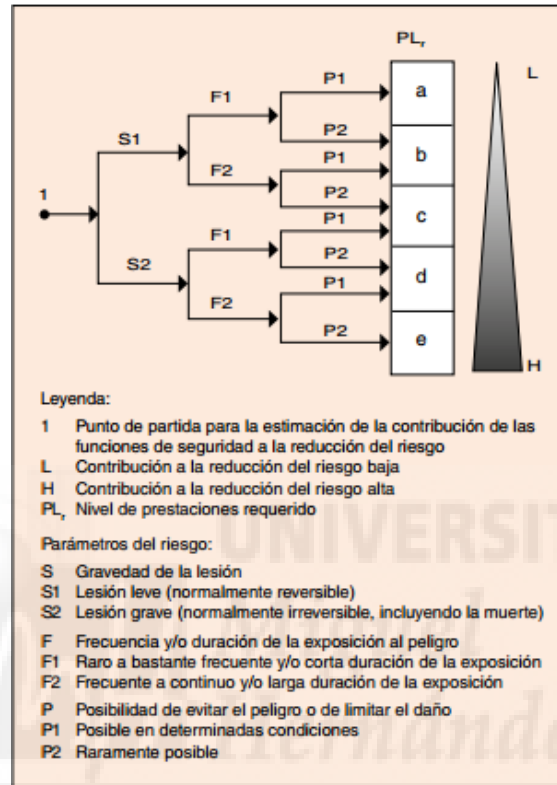 PLr
L
P1
a
F1
P2
S1
b
P1
F2
P2
1
c
P1
F1
P2
S2
d
P1
F2
P2
e
H
Leyenda:
1 Punto de partida para la estimación de la contribución de las
funciones de seguridad a la reducción del riesgo
L Contribución a la reducción del riesgo baja
H Contribución a la reducción del riesgo alta
PLr Nivel de prestaciones requerido
Parámetros del riesgo:
S Gravedad de la lesión
S1 Lesión leve (normalmente reversible)
S2 Lesión grave (normalmente irreversible, incluyendo la muerte)
F Frecuencia y/o duración de la exposición al peligro
F1 Raro a bastante frecuente y/o corta duración de la exposición
F2 Frecuente a continuo y/o larga duración de la exposición
P Posibilidad de evitar el peligro o de limitar el daño
P1 Posible en determinadas condiciones
P2 Raramente posible
UNIVERSIT
Miguel
Hernánd